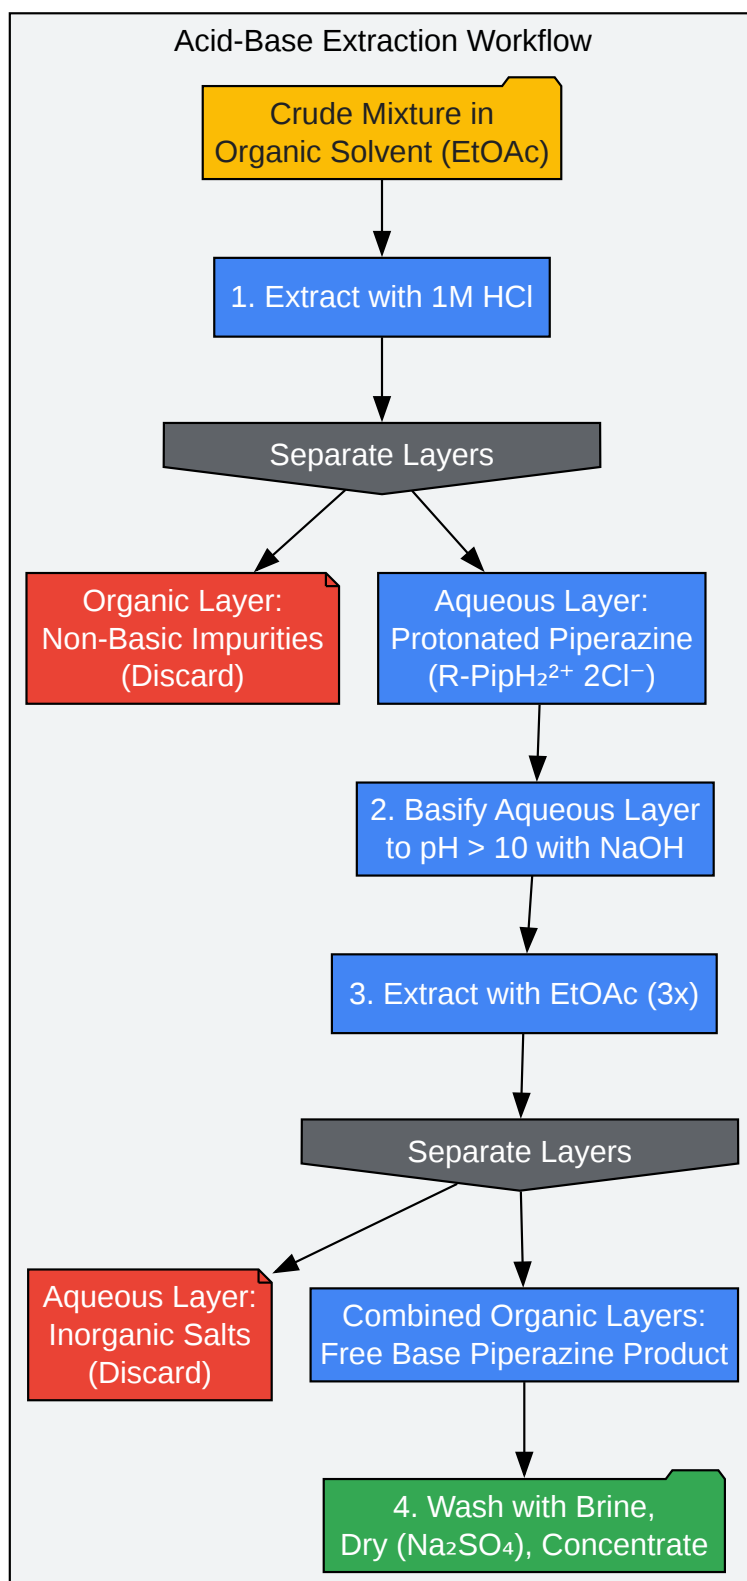 Acid-Base Extraction Workflow
Crude Mixture in
Organic Solvent (EtOAc)
1. Extract with 1M HCl
Separate Layers
Organic Layer:
Non-Basic Impurities
(Discard)
Aqueous Layer:
Protonated Piperazine
(R-PipH₂²⁺ 2Cl⁻)
2. Basify Aqueous Layer
to pH > 10 with NaOH
3. Extract with EtOAc (3x)
Separate Layers
Aqueous Layer:
Inorganic Salts
(Discard)
Combined Organic Layers:
Free Base Piperazine Product
4. Wash with Brine,
Dry (Na₂SO₄), Concentrate